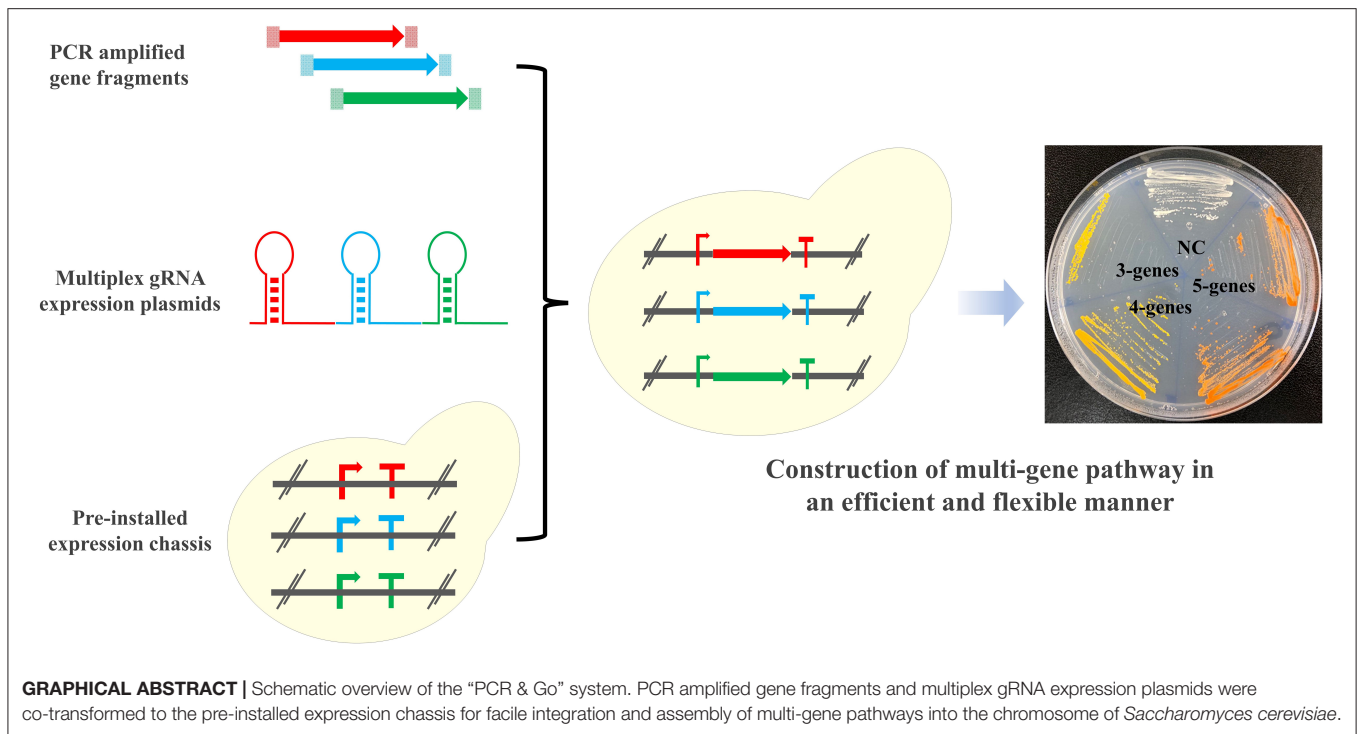 PCR amplified
gene fragments
Multiplex gRNA
expression plasmids
Pre-installed
expression chassis
NC
3-genes
5-genes
4-genes
Construction of multi-gene pathway in
an efficient and flexible manner
GRAPHICAL ABSTRACT | Schematic overview of the “PCR & Go” system. PCR amplified gene fragments and multiplex gRNA expression plasmids were
co-transformed to the pre-installed expression chassis for facile integration and assembly of multi-gene pathways into the chromosome of Saccharomyces cerevisiae.